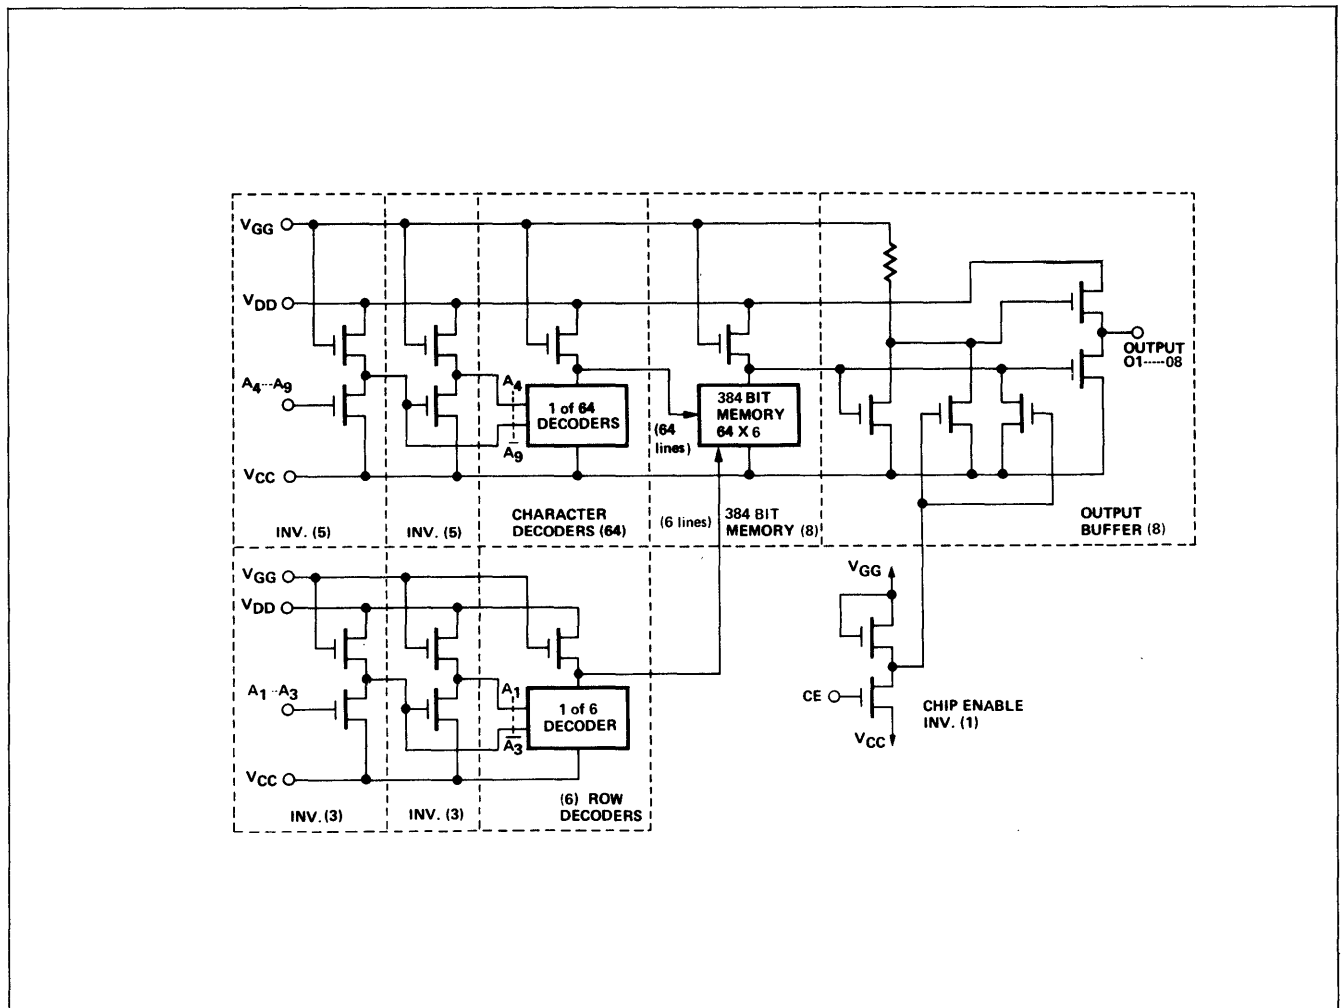 VGG
VDD
A4---A9
VCC
INV. (5)
INV. (5)
A4
A̅9
1 of 64
DECODERS
CHARACTER
DECODERS (64)
(64
lines)
384 BIT
MEMORY
64 X 6
(6 lines)
384 BIT
MEMORY (8)
OUTPUT
O1-----08
OUTPUT
BUFFER (8)
VGG
VDD
A1--A3
VCC
INV. (3)
INV. (3)
A1
A̅3
1 of 6
DECODER
(6) ROW
DECODERS
VGG
CE
VCC
CHIP ENABLE
INV. (1)